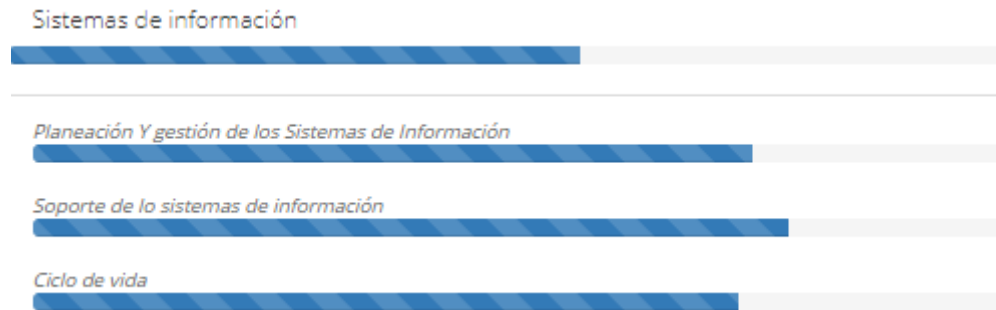 Sistemas de información
Planeación Y gestión de los Sistemas de Información
Soporte de lo sistemas de información
Ciclo de vida